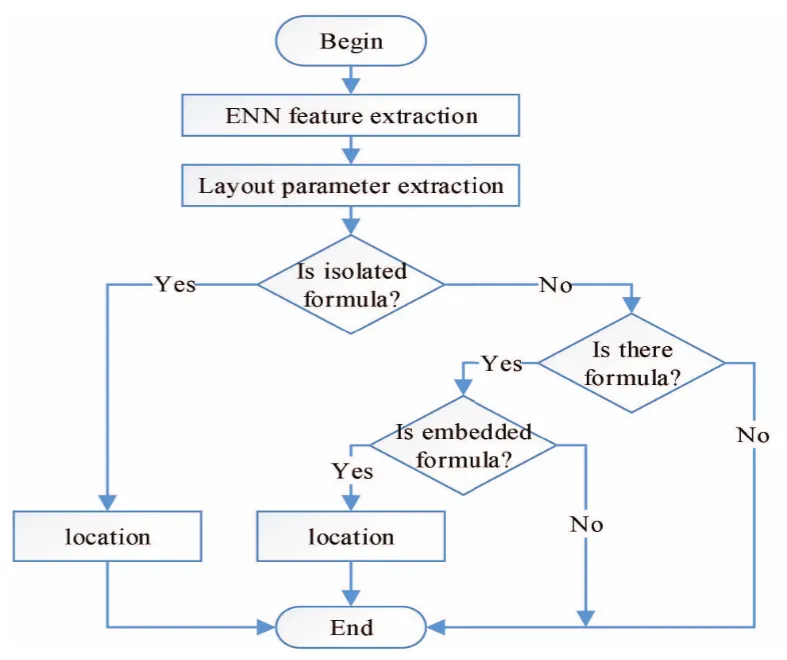 Begin
ENN feature extraction
Layout parameter extraction
Is isolated
formula?
Yes
No
Is there
formula?
Yes
No
Is embedded
formula?
Yes
No
location
location
End